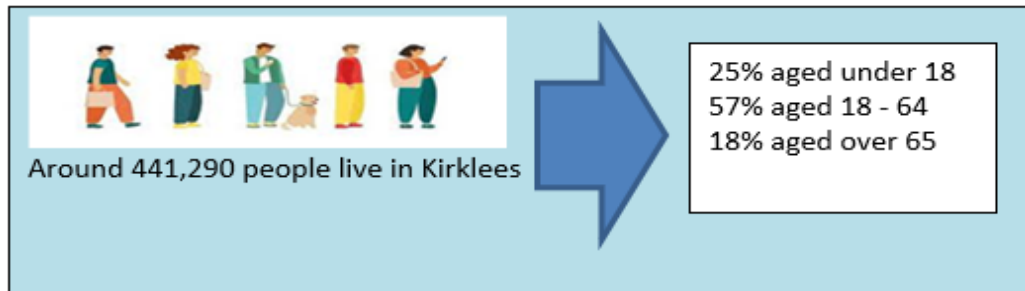 Around 441,290 people live in Kirklees
25% aged under 18
57% aged 18 - 64
18% aged over 65